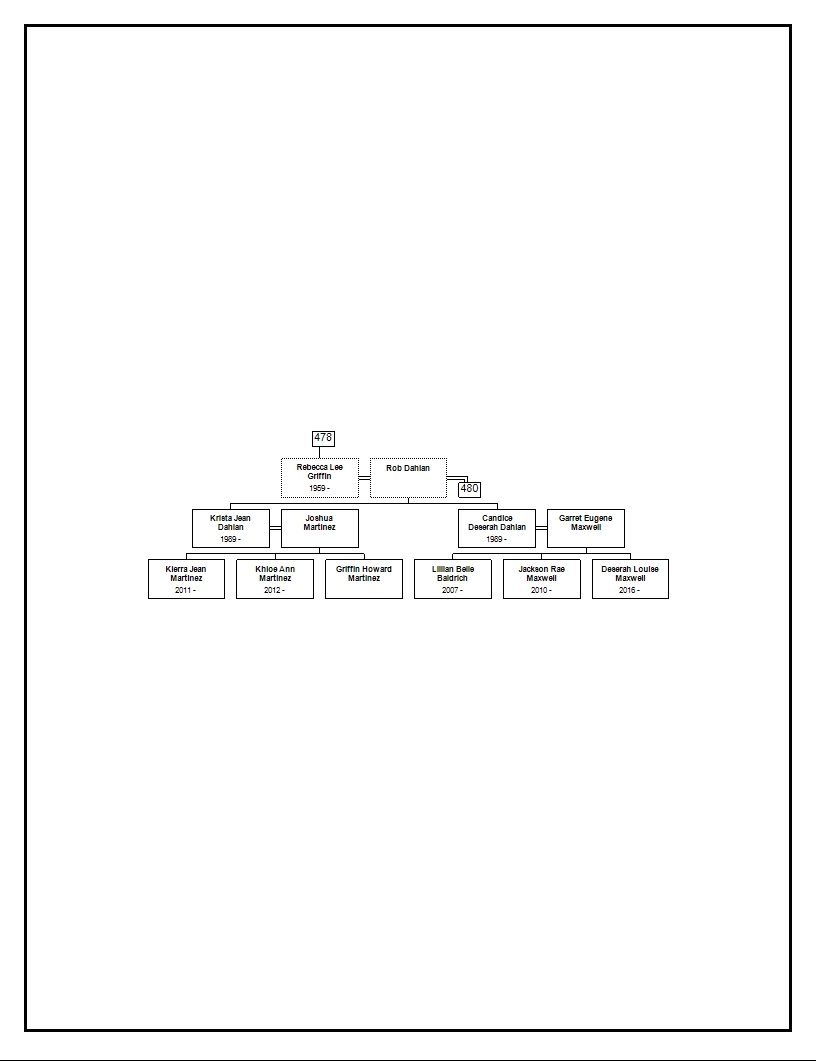 478
Rebecca Lee
Griffin
1959 -
Rob Dahlan
480
Krista Jean
Dahlan
1989 -
Joshua
Martinez
Candice
Deserah Dahlan
1989 -
Garret Eugene
Maxwell
Kierra Jean
Martinez
2011 -
Khloe Ann
Martinez
2012 -
Griffin Howard
Martinez
Lillian Belle
Baldrich
2007 -
Jackson Rae
Maxwell
2010 -
Deserah Louise
Maxwell
2016 -